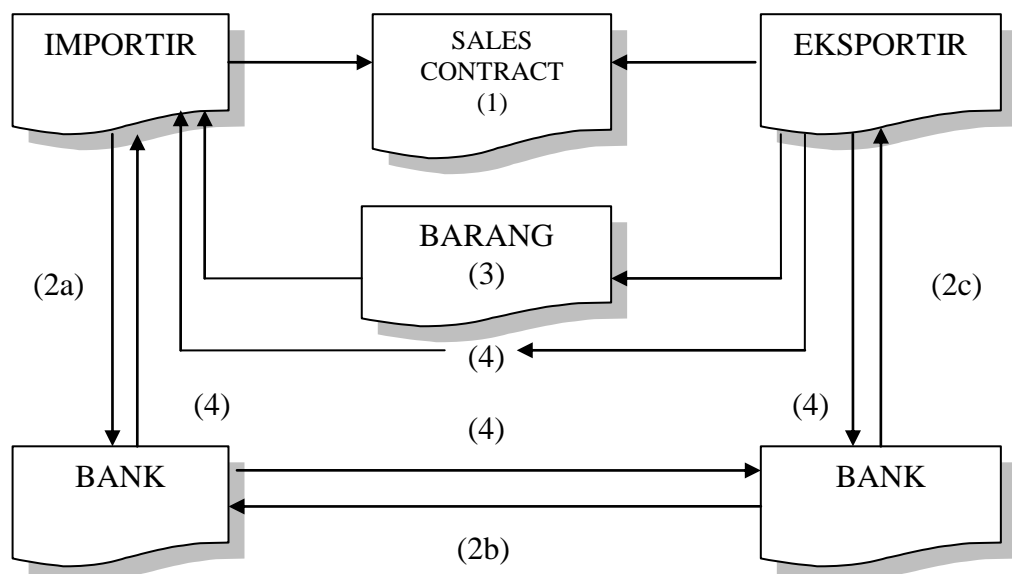 IMPORTIR
SALES
CONTRACT
(1)
EKSPORTIR
BARANG
(3)
(2a)
(2c)
(4)
(4)
(4)
(4)
BANK
BANK
(2b)